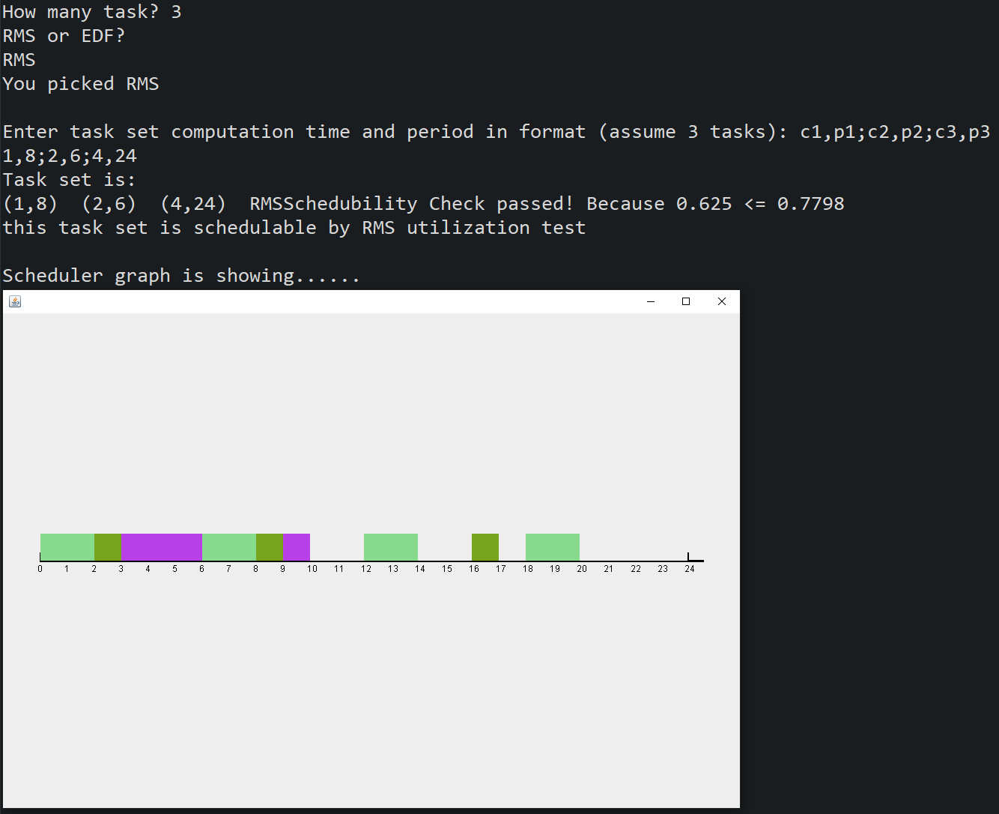 How many task? 3
RMS or EDF?
RMS
You picked RMS
Enter task set computation time and period in format (assume 3 tasks): c1,p1;c2,p2;c3,p3
1,8;2,6;4,24
Task set is:
(1,8)  (2,6)  (4,24)  RMSSchedubility Check passed! Because 0.625 <= 0.7798
this task set is schedulable by RMS utilization test
Scheduler graph is showing......
0 1 2 3 4 5 6 7 8 9 10 11 12 13 14 15 16 17 18 19 20 21 22 23 24